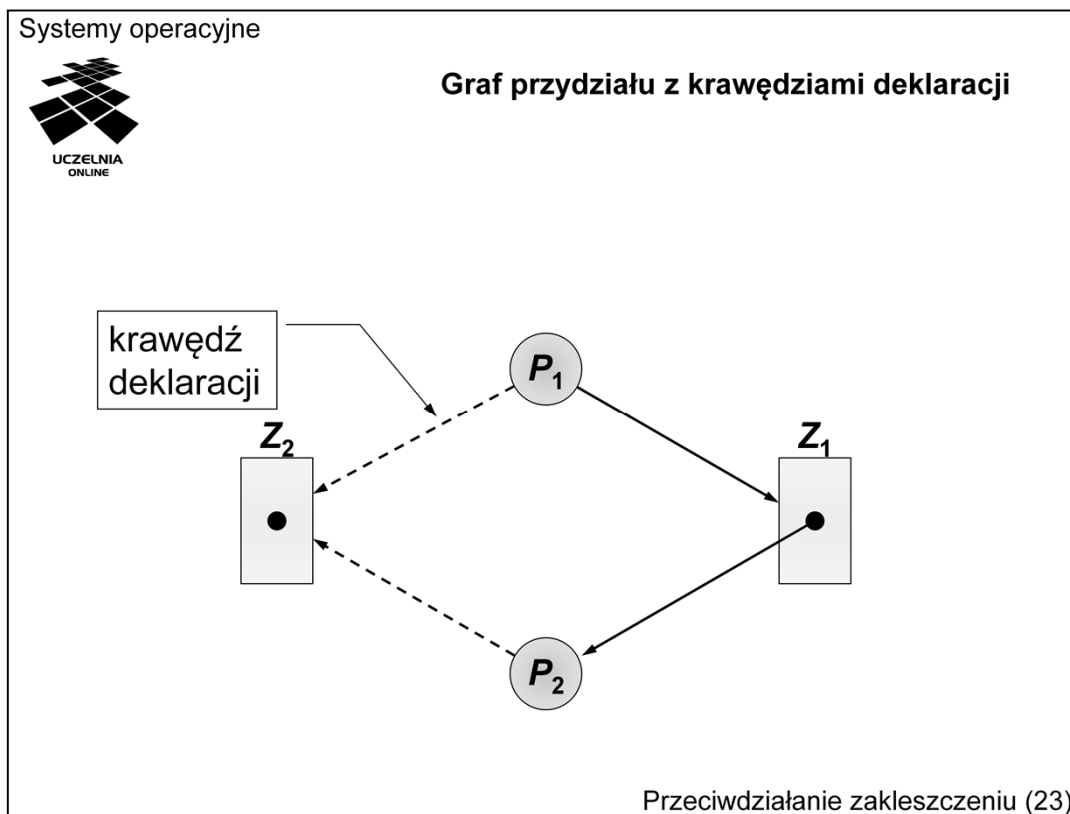 Systemy operacyjne
UCZELNIA
ONLINE
Graf przydziału z krawędziami deklaracji
krawędź
deklaracji
P1
Z2
Z1
P2
Przeciwdziałanie zakleszczeniu (23)